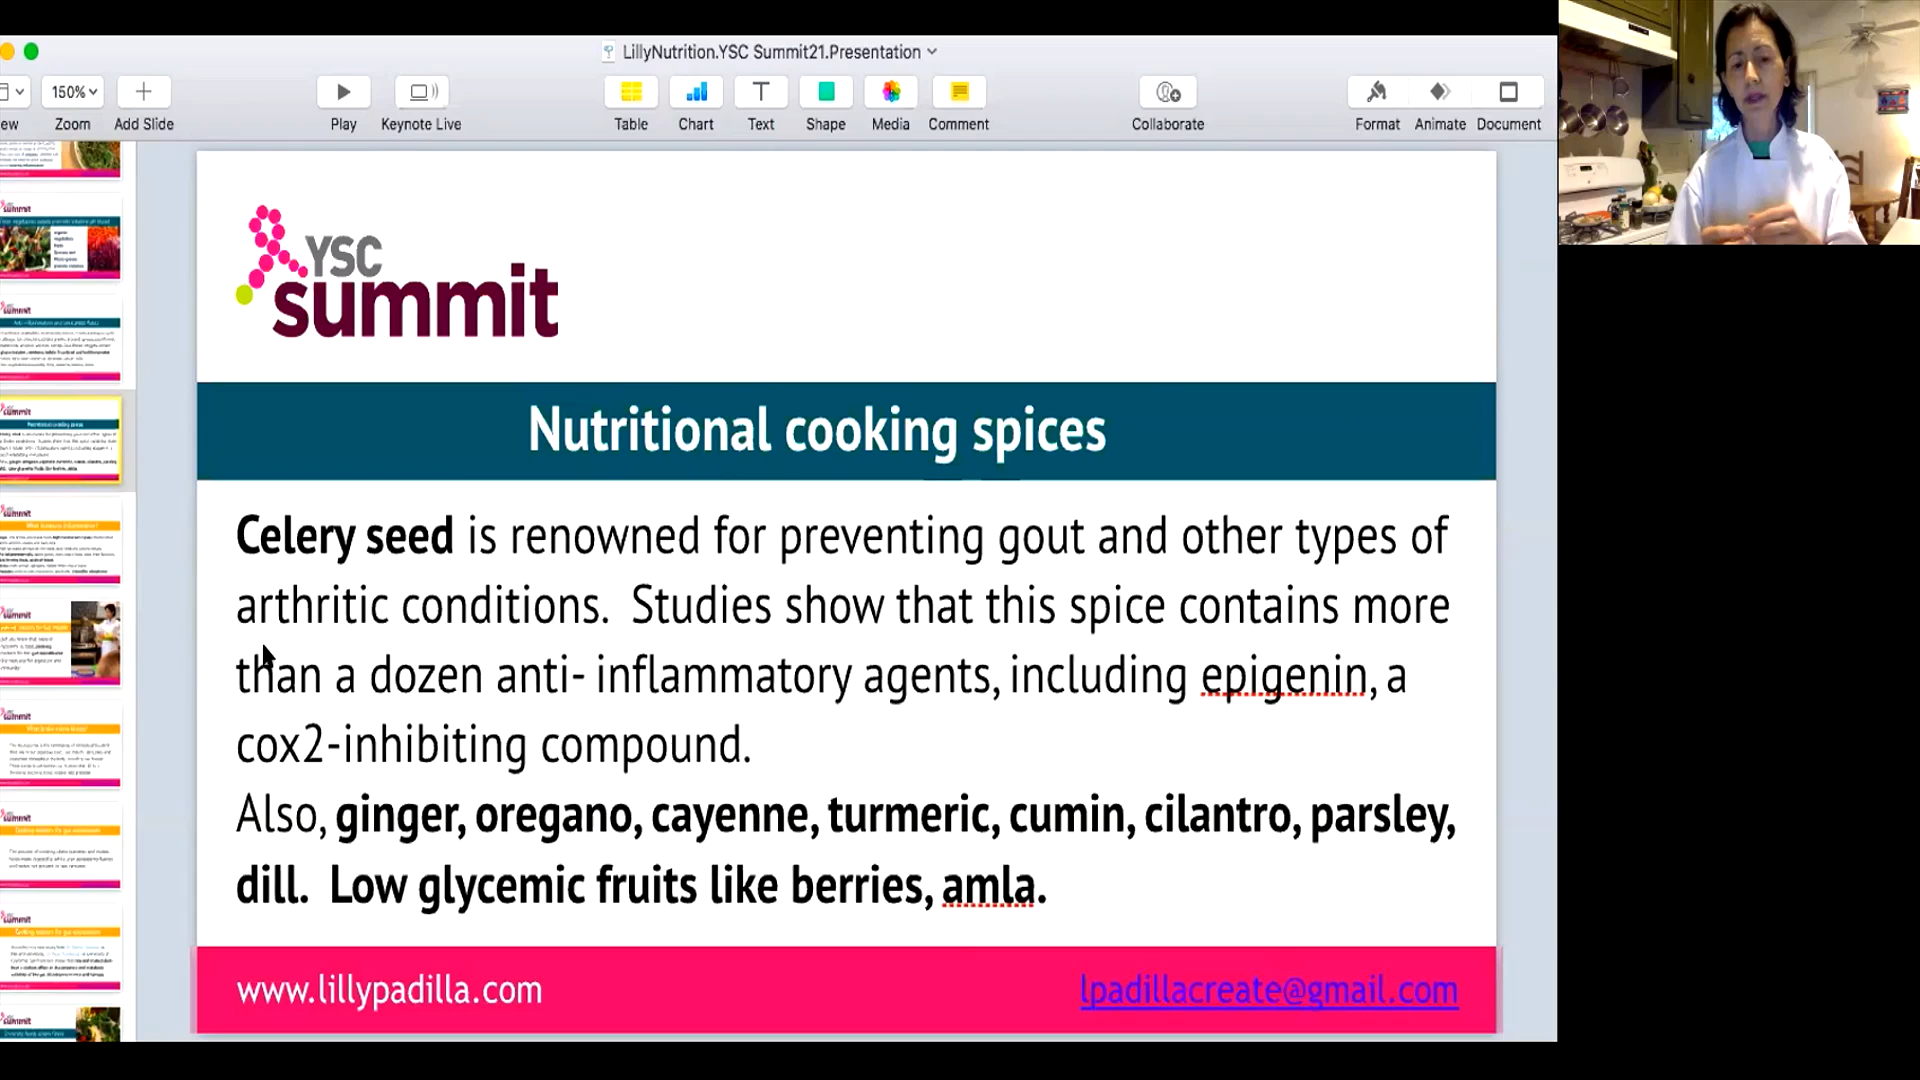 LillyNutrition.YSC Summit21.Presentation
150%
ew Zoom Add Slide Play Keynote Live Table Chart Text Shape Media Comment Collaborate Format Animate Document
YSC
summit
Nutritional cooking spices
Celery seed is renowned for preventing gout and other types of
arthritic conditions. Studies show that this spice contains more
than a dozen anti- inflammatory agents, including epigenin, a
cox2-inhibiting compound.
Also, ginger, oregano, cayenne, turmeric, cumin, cilantro, parsley,
dill. Low glycemic fruits like berries, amla.
www.lillypadilla.com
lpadillacreate@gmail.com